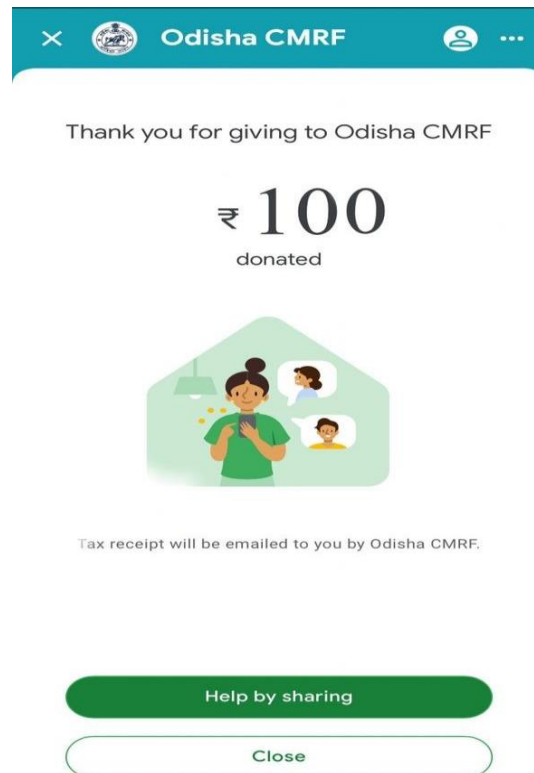 Odisha CMRF
Thank you for giving to Odisha CMRF
₹ 100
donated
Tax receipt will be emailed to you by Odisha CMRF.
Help by sharing
Close